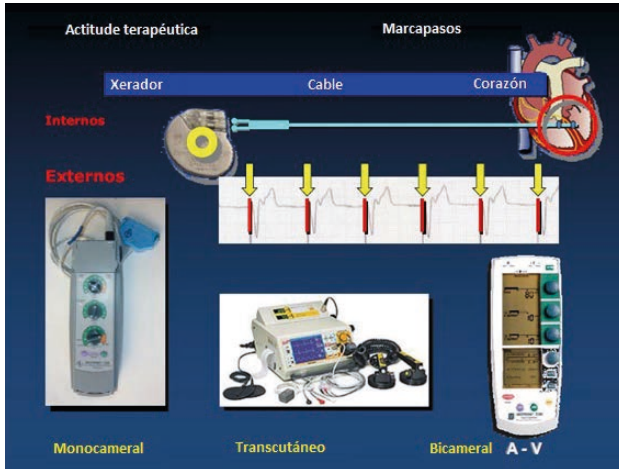 Actitude terapéutica Marcapasos
Xerador Cable Corazón
Internos
Externos
Monocameral Transcutáneo Bicameral A - V